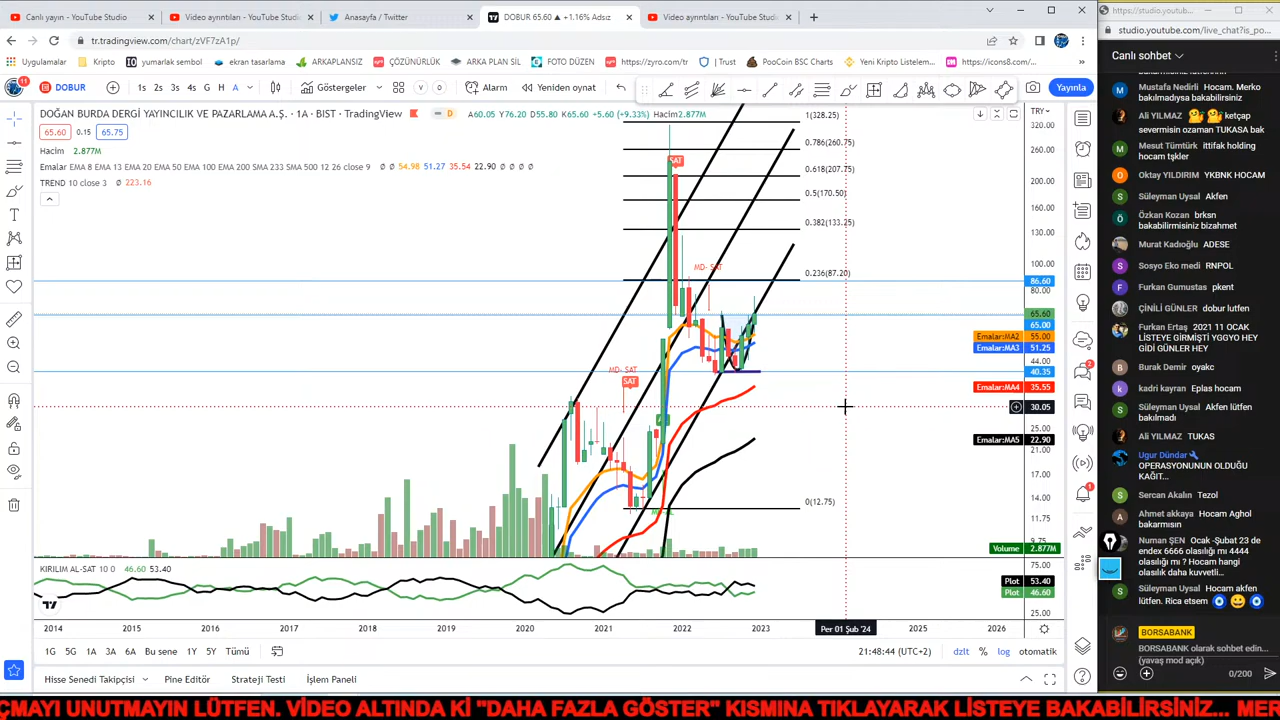 Canlı yayın - YouTube Studio
Video ayrıntıları - YouTube Studi
Anasayfa / Twitter
DOBUR 65.60 ▲ +1.16% Adsız
Video ayrıntıları - YouTube Studi
tr.tradingview.com/chart/zVF7zA1p/
Uygulamalar
Kripto
yumarlak sembol
ekran tasarlama
ARKAPLANSIZ
ÇÖZÜNÜRLÜK
ARKA PLAN SİL
FOTO DÜZEN
https://zyro.com/tr
Trust
PooCoin BSC Charts
Yeni Kripto Listelem...
https://icons8.com/...
11
DOBUR
1s 2s 3s 4s G H A
Göstergeler
Alarm
Yeniden oynat
Yayınla
DOĞAN BURDA DERGİ YAYINCILIK VE PAZARLAMA A.Ş. · 1A · BIST · TradingView
D
A60.05 Y76.10 D55.80 K65.60 +5.60 (+9.33%) Hacim2.877M
65.60 0.15 65.75
Hacim 2.877M
Emalar EMA 8 EMA 13 EMA 20 EMA 50 EMA 100 EMA 200 SMA 233 SMA 500 12 26 close 9 Ø Ø 54.98 51.27 35.54 22.90 Ø Ø Ø Ø
TREND 10 close 3 Ø 223.16
1(328.25)
0.786(260.75)
0.618(207.75)
0.5(170.50)
0.382(133.25)
0.236(87.20)
0(12.75)
SAT
MD- SAT
MD- SAT
SAT
TRY
320.00
260.00
200.00
160.00
130.00
100.00
86.60
80.00
65.60
65.00
Emalar:MA2 55.00
Emalar:MA3 51.25
44.00
40.35
Emalar:MA4 35.55
30.05
25.00
Emalar:MA5 22.90
21.00
17.00
14.00
11.75
9.75
Volume 2.877M
KIRILIM AL-SAT 10 0 46.60 53.40
75.00
Plot 53.40
Plot 46.60
25.00
2014 2015 2016 2017 2018 2019 2020 2021 2022 2023 Per 01 Şub '24 2025 2026
1G 5G 1A 3A 6A Bu sene 1Y 5Y Tümü
21:48:44 (UTC+2)
dzlt % log otomatik
Hisse Senedi Takipçisi
Pine Editör
Strateji Testi
İşlem Paneli
2
1
https://studio.youtub...
studio.youtube.com/live_chat?is_po...
Canlı sohbet
Mustafa Nedirli Hocam. Merko
bakılmadıysa bakabilirsiniz
Ali YILMAZ ketçap
severmisin ozaman TUKASA bak
Mesut Tümtürk ittifak holding
hocam tşkler
Oktay YILDIRIM YKBNK HOCAM
Süleyman Uysal Akfen
Özkan Kozan brksn
bakabilirmisiniz bizahmet
Murat Kadıoğlu ADESE
Sosyo Eko medi RNPOL
Furkan Gumustas pkent
ÇİNİLİ GÜNLER dobur lutfen
Furkan Ertaş 2021 11 OCAK
LİSTEYE GİRMİŞTİ YGGYO HEY
GİDİ GÜNLER HEY
Burak Demir oyakc
kadri kayran Eplas hocam
Süleyman Uysal Akfen lütfen
bakılmadı
Ali YILMAZ TUKAS
Ugur Dündar
OPERASYONUNUN OLDUĞU
KAĞIT...
Sercan Akalın Tezol
Ahmet akkaya Hocam Aghol
bakarmısın
Numan ŞEN Ocak -Şubat 23 de
endex 6666 olasılığı mı 4444
olasılığı mı ? Hocam hangi
olasılık daha kuvvetli...
Süleyman Uysal Hocam akfen
lütfen. Rica etsem
BORSABANK
BORSABANK olarak sohbet edin...
(yavaş mod açık)
0/200
ÇMAYI UNUTMAYIN LÜTFEN. VİDEO ALTINDA Kİ "DAHA FAZLA GÖSTER" KISMINA TIKLAYARAK LİSTEYE BAKABİLİRSİNİZ... MER